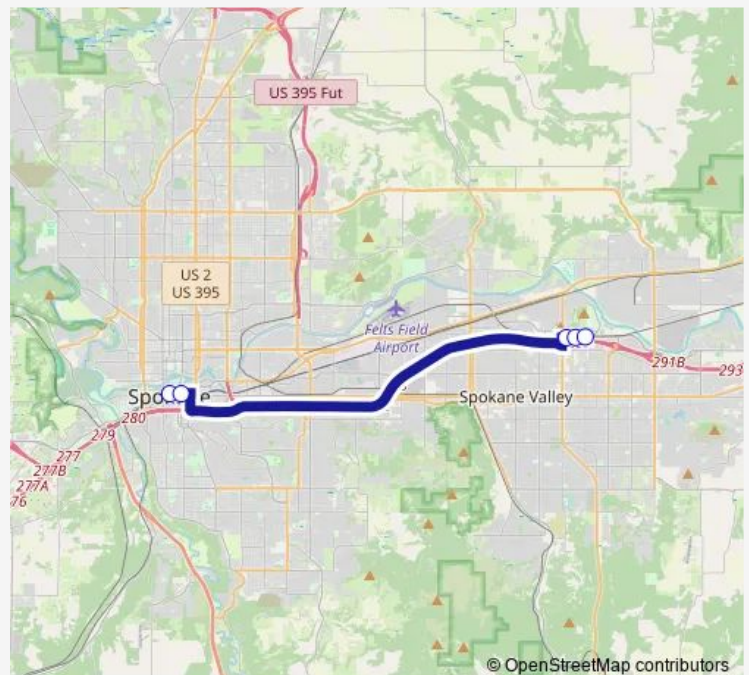 US 395 Fut
US 2
US 395
Felts Field
Airport
291B
293
Spokane
Spokane Valley
280
279
277
277B
277A
76
© OpenStreetMap contributors